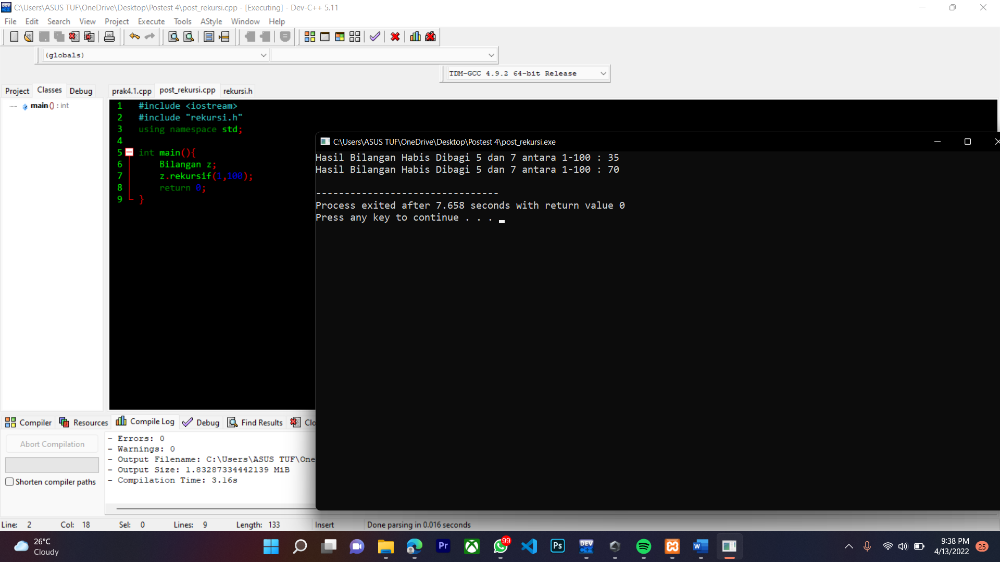 C:\Users\ASUS TUF\OneDrive\Desktop\Postest 4\post_rekursi.cpp - [Executing] - Dev-C++ 5.11
File Edit Search View Project Execute Tools AStyle Window Help
(globals)
TDM-GCC 4.9.2 64-bit Release
Project Classes Debug
prak4.1.cpp post_rekursi.cpp rekursi.h
main () : int
1 #include <iostream>
2 #include "rekursi.h"
3 using namespace std;
4
5 int main(){
6 Bilangan z;
7 z.rekursif(1,100);
8 return 0;
9 }
C:\Users\ASUS TUF\OneDrive\Desktop\Postest 4\post_rekursi.exe
Hasil Bilangan Habis Dibagi 5 dan 7 antara 1-100 : 35
Hasil Bilangan Habis Dibagi 5 dan 7 antara 1-100 : 70
--------------------------------
Process exited after 7.658 seconds with return value 0
Press any key to continue . . .
Compiler Resources Compile Log Debug Find Results Clo
Abort Compilation
Shorten compiler paths
- Errors: 0
- Warnings: 0
- Output Filename: C:\Users\ASUS TUF\One
- Output Size: 1.83287334442139 MiB
- Compilation Time: 3.16s
Line: 2 Col: 18 Sel: 0 Lines: 9 Length: 133 Insert Done parsing in 0.016 seconds
26°C
Cloudy
Pr
99
Ps
DEV
W
9:38 PM
4/13/2022
25